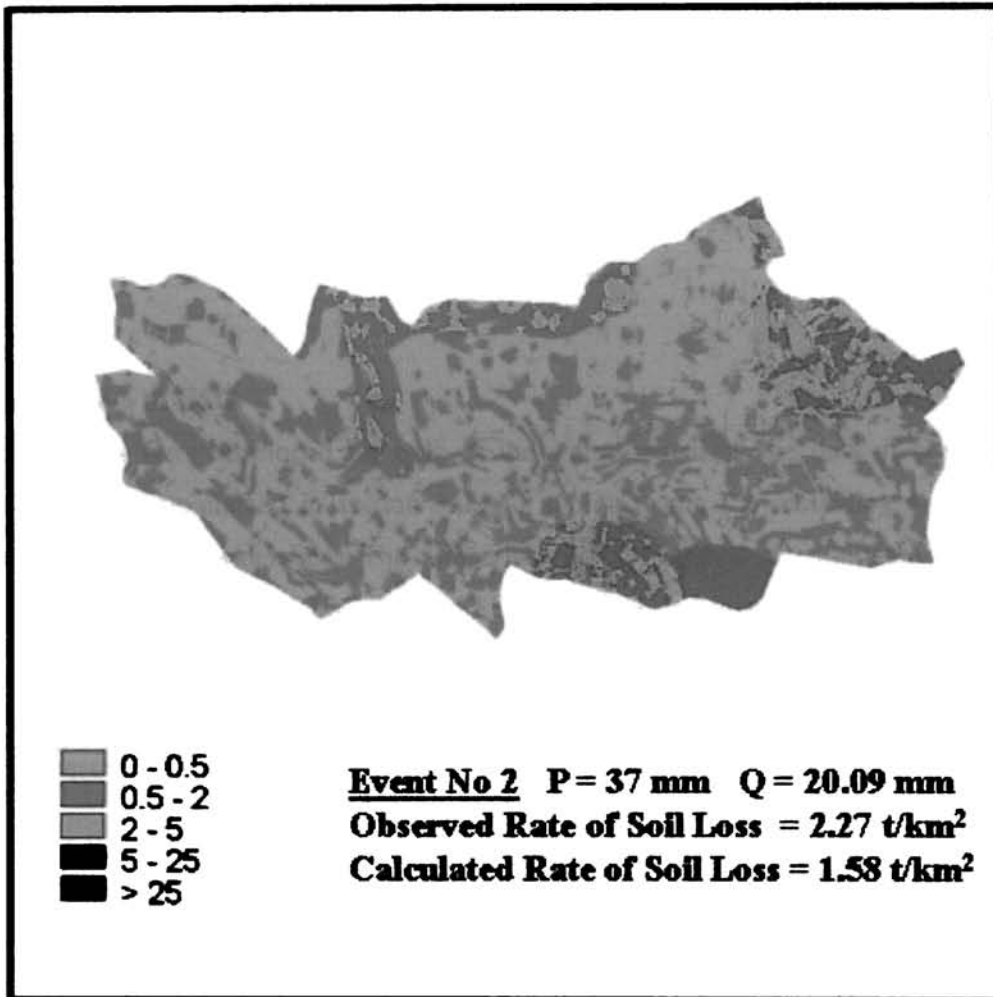 0 - 0.5
0.5 - 2
2 - 5
5 - 25
> 25
Event No 2 P = 37 mm Q = 20.09 mm
Observed Rate of Soil Loss = 2.27 t/km²
Calculated Rate of Soil Loss = 1.58 t/km²